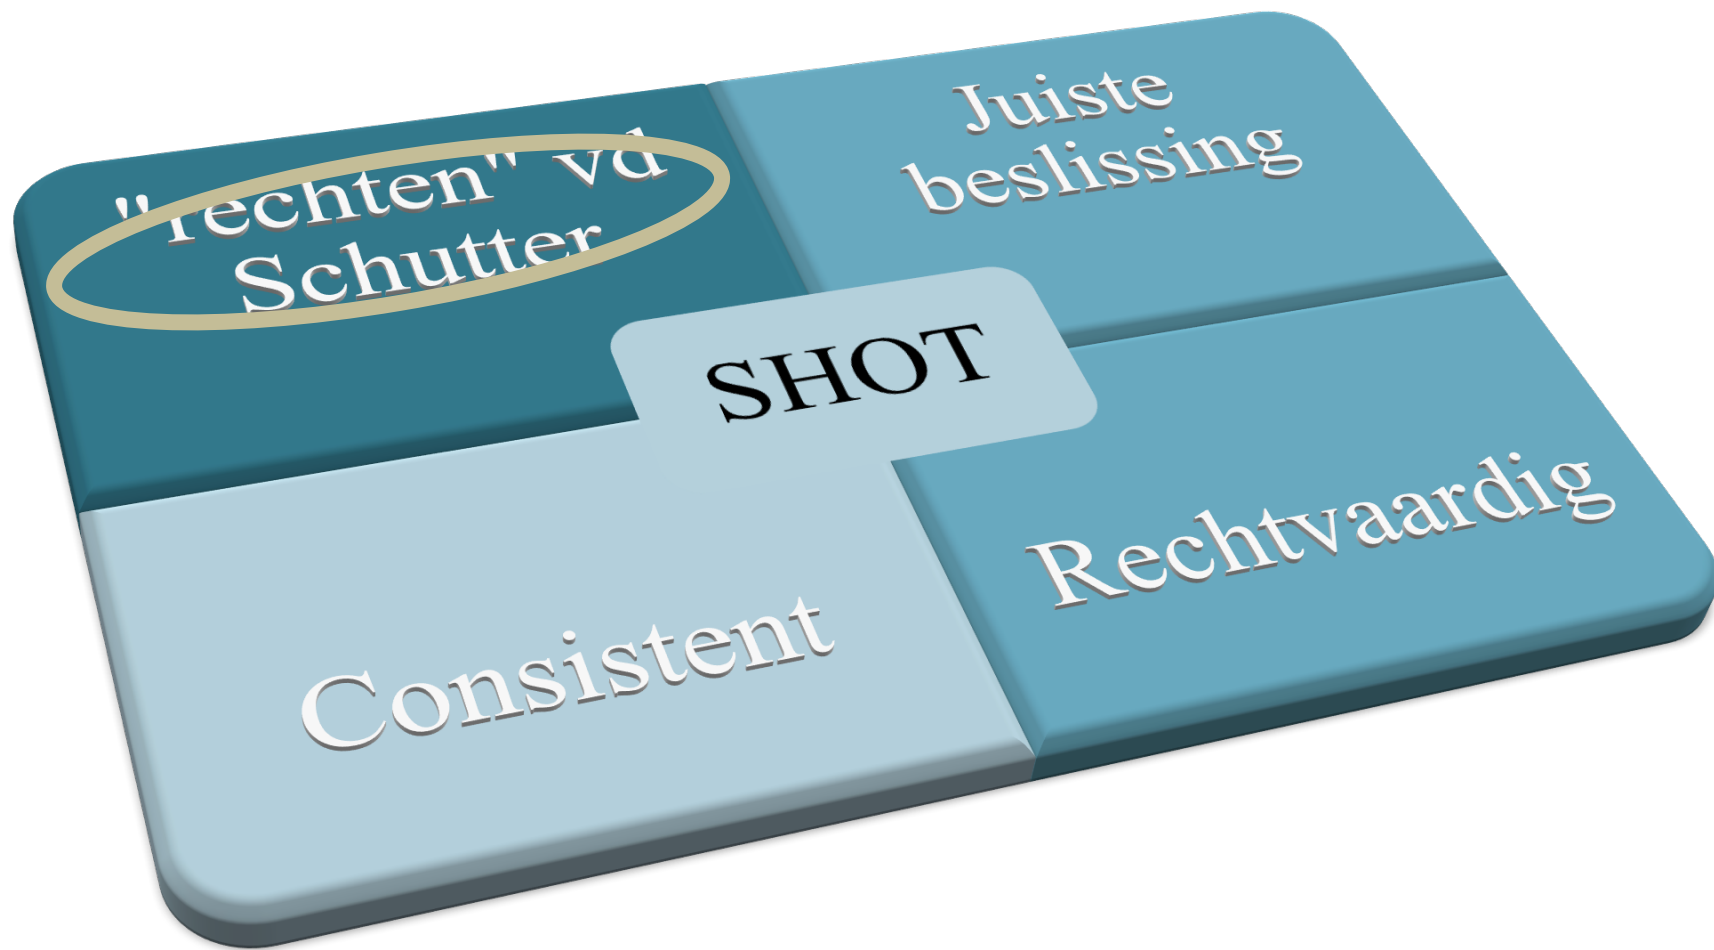 "rechten" vd
Schutter
Juiste
beslissing
SHOT
Consistent
Rechtvaardig